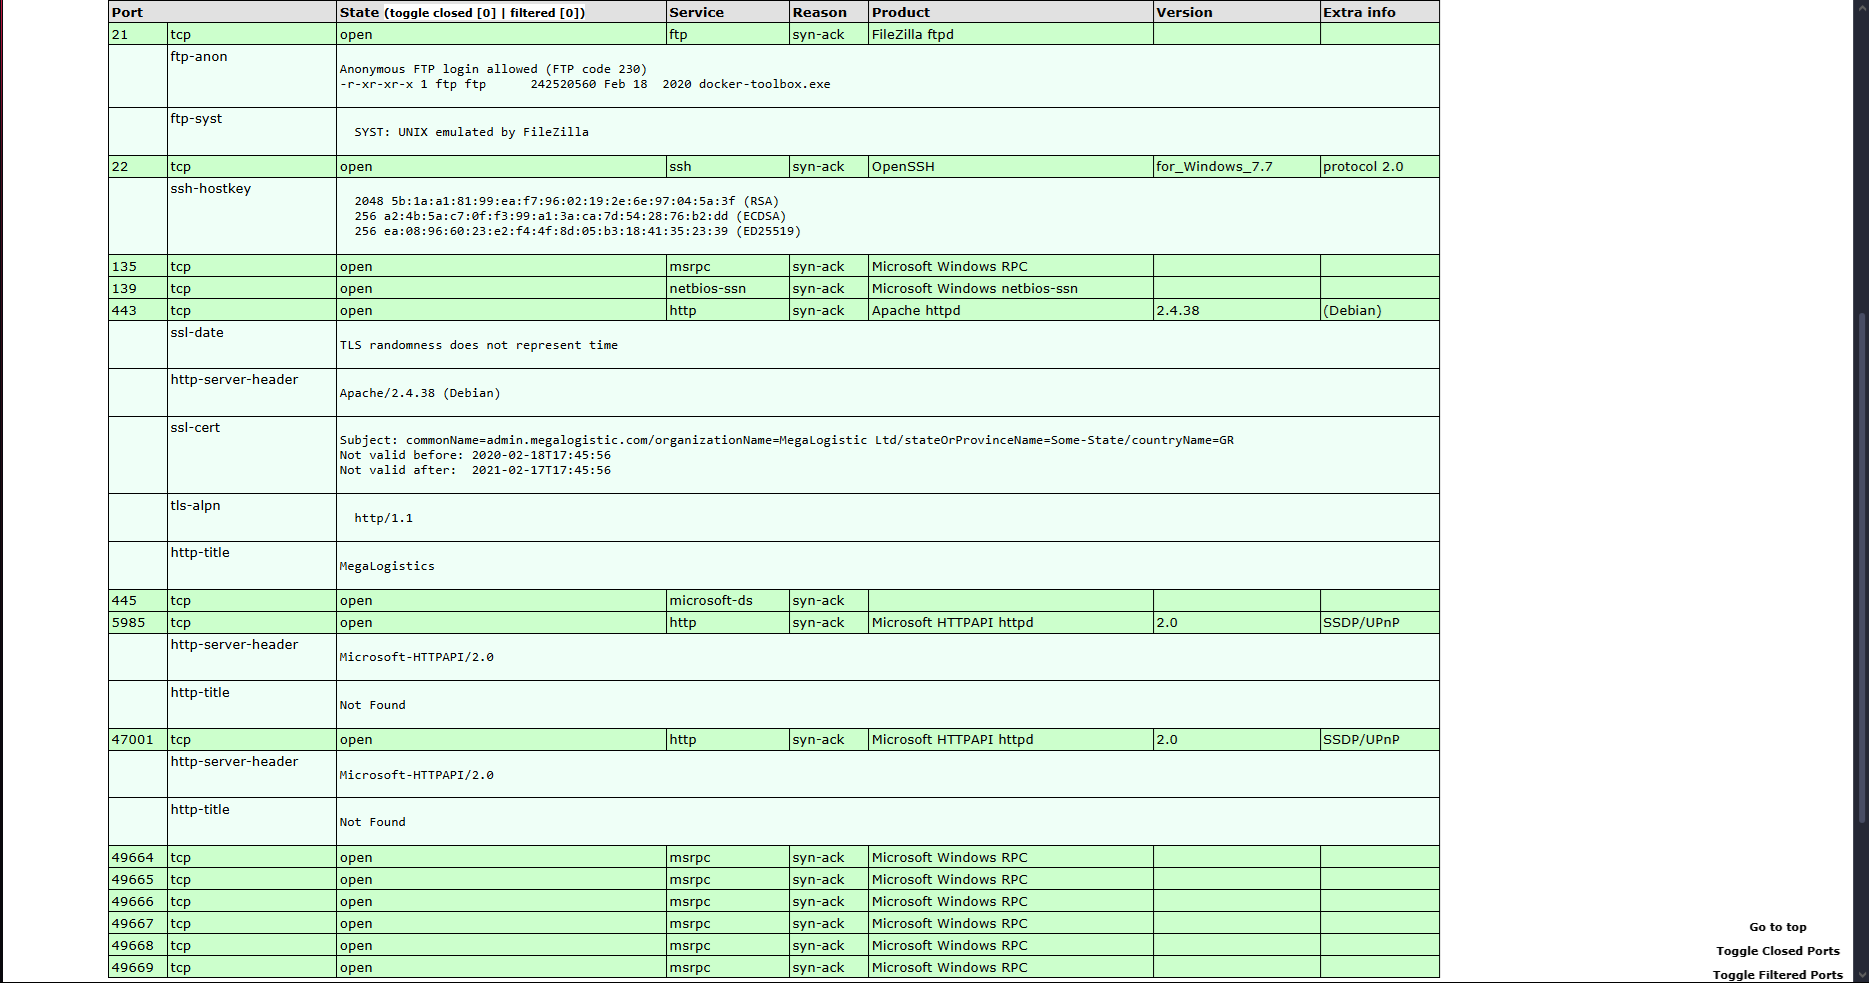 Port State (toggle closed [0] | filtered [0]) Service Reason Product Version Extra info
21 tcp open ftp syn-ack FileZilla ftpd
ftp-anon
Anonymous FTP login allowed (FTP code 230)
-r-xr-xr-x 1 ftp ftp      242520560 Feb 18  2020 docker-toolbox.exe
ftp-syst
SYST: UNIX emulated by FileZilla
22 tcp open ssh syn-ack OpenSSH for_Windows_7.7 protocol 2.0
ssh-hostkey
2048 5b:1a:a1:81:99:ea:f7:96:02:19:2e:6e:97:04:5a:3f (RSA)
256 a2:4b:5a:c7:0f:f3:99:a1:3a:ca:7d:54:28:76:b2:dd (ECDSA)
256 ea:08:96:60:23:e2:f4:4f:8d:05:b3:18:41:35:23:39 (ED25519)
135 tcp open msrpc syn-ack Microsoft Windows RPC
139 tcp open netbios-ssn syn-ack Microsoft Windows netbios-ssn
443 tcp open http syn-ack Apache httpd 2.4.38 (Debian)
ssl-date
TLS randomness does not represent time
http-server-header
Apache/2.4.38 (Debian)
ssl-cert
Subject: commonName=admin.megalogistic.com/organizationName=MegaLogistic Ltd/stateOrProvinceName=Some-State/countryName=GR
Not valid before: 2020-02-18T17:45:56
Not valid after:  2021-02-17T17:45:56
tls-alpn
http/1.1
http-title
MegaLogistics
445 tcp open microsoft-ds syn-ack
5985 tcp open http syn-ack Microsoft HTTPAPI httpd 2.0 SSDP/UPnP
http-server-header
Microsoft-HTTPAPI/2.0
http-title
Not Found
47001 tcp open http syn-ack Microsoft HTTPAPI httpd 2.0 SSDP/UPnP
http-server-header
Microsoft-HTTPAPI/2.0
http-title
Not Found
49664 tcp open msrpc syn-ack Microsoft Windows RPC
49665 tcp open msrpc syn-ack Microsoft Windows RPC
49666 tcp open msrpc syn-ack Microsoft Windows RPC
49667 tcp open msrpc syn-ack Microsoft Windows RPC
49668 tcp open msrpc syn-ack Microsoft Windows RPC
49669 tcp open msrpc syn-ack Microsoft Windows RPC
Go to top
Toggle Closed Ports
Toggle Filtered Ports